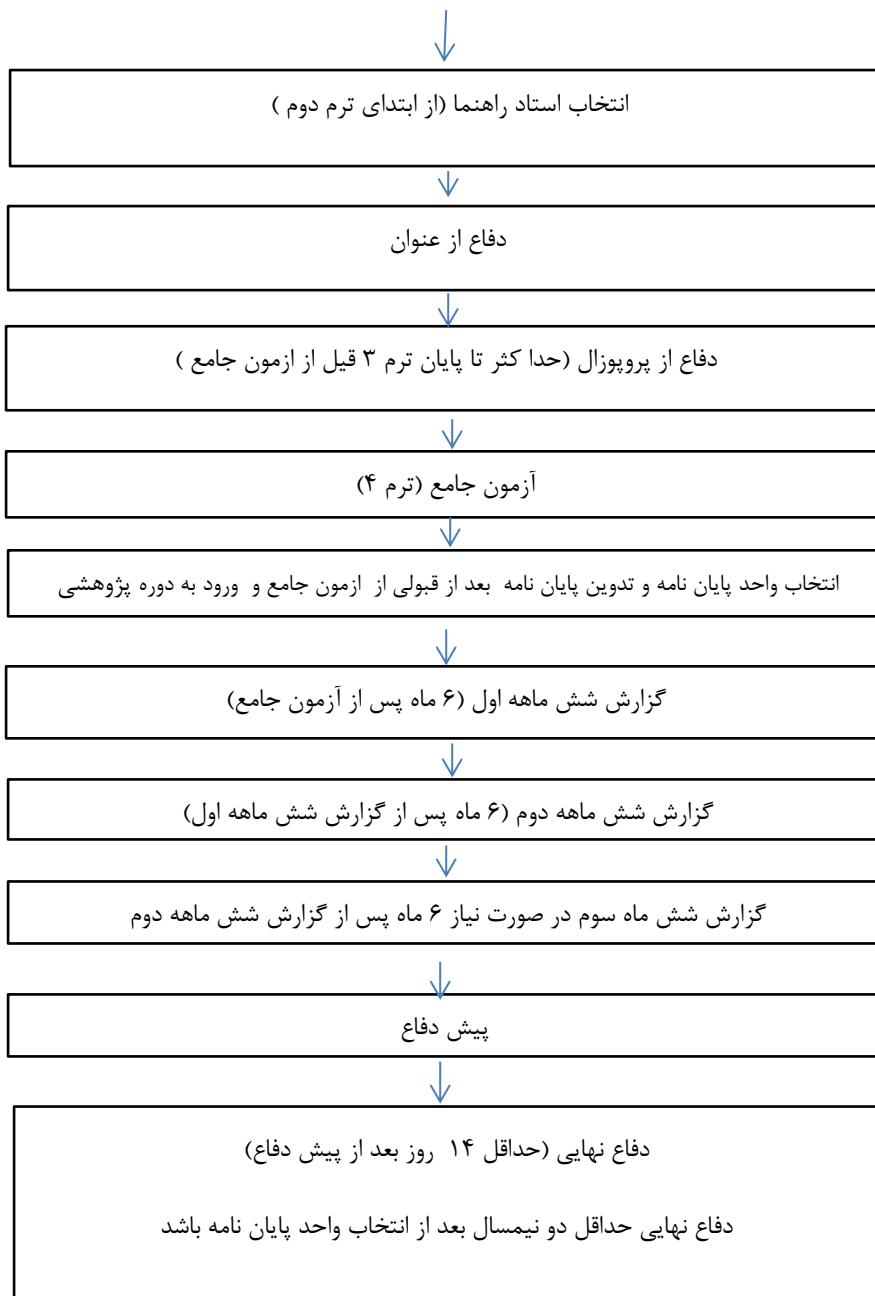 انتخاب استاد راهنما (از ابتدای ترم دوم )
دفاع از عنوان
دفاع از پروپوزال (حدا کثر تا پایان ترم ۳ قبل از ازمون جامع )
آزمون جامع (ترم ۴)
انتخاب واحد پایان نامه و تدوین پایان نامه بعد از قبولی از ازمون جامع و ورود به دوره پژوهشی
گزارش شش ماهه اول (۶ ماه پس از آزمون جامع)
گزارش شش ماهه دوم (۶ ماه پس از گزارش شش ماهه اول)
گزارش شش ماه سوم در صورت نیاز ۶ ماه پس از گزارش شش ماهه دوم
پیش دفاع
دفاع نهایی (حداقل ۱۴ روز بعد از پیش دفاع)
دفاع نهایی حداقل دو نیمسال بعد از انتخاب واحد پایان نامه باشد